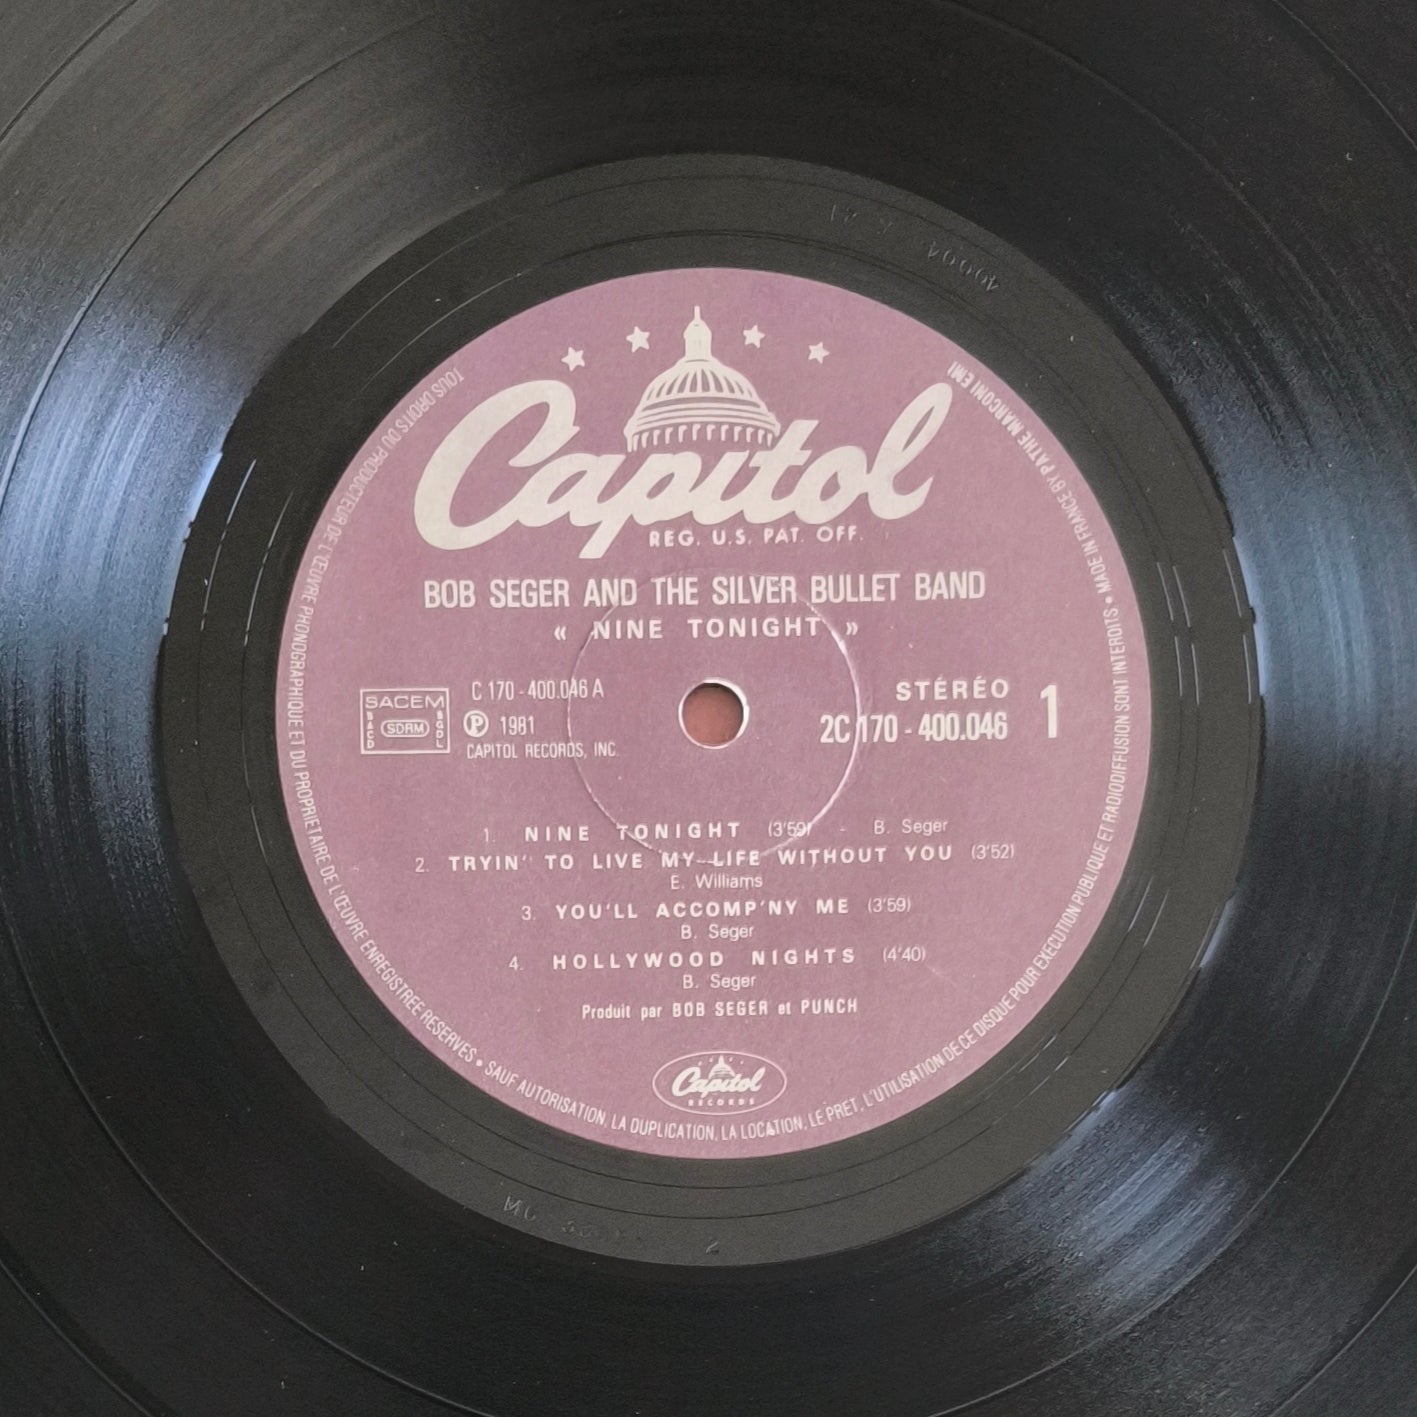 Capitol
REG. U.S. PAT. OFF.
BOB SEGER AND THE SILVER BULLET BAND
« NINE TONIGHT »
SACEM
SACD
SDRM
SGDL
C 170 - 400.046 A
℗ 1981
CAPITOL RECORDS, INC.
STÉRÉO
2C 170 - 400.046
1
1. NINE TONIGHT (3'59) - B. Seger
2. TRYIN' TO LIVE MY LIFE WITHOUT YOU (3'52)
E. Williams
3. YOU'LL ACCOMP'NY ME (3'59)
B. Seger
4. HOLLYWOOD NIGHTS (4'40)
B. Seger
Produit par BOB SEGER et PUNCH
Capitol
RECORDS
TOUS DROITS DU PRODUCTEUR DE L'ŒUVRE PHONOGRAPHIQUE ET DU PROPRIETAIRE DE L'ŒUVRE ENREGISTREE RESERVES • SAUF AUTORISATION, LA DUPLICATION, LA LOCATION, LE PRET, L'UTILISATION DE CE DISQUE POUR EXECUTION PUBLIQUE ET RADIODIFFUSION SONT INTERDITS • MADE IN FRANCE BY PATHE MARCONI EMI
2